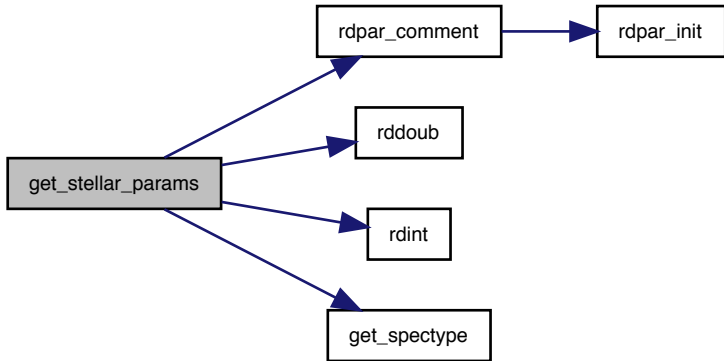 rdpar_comment
rdpar_init
rddoub
get_stellar_params
rdint
get_spectype